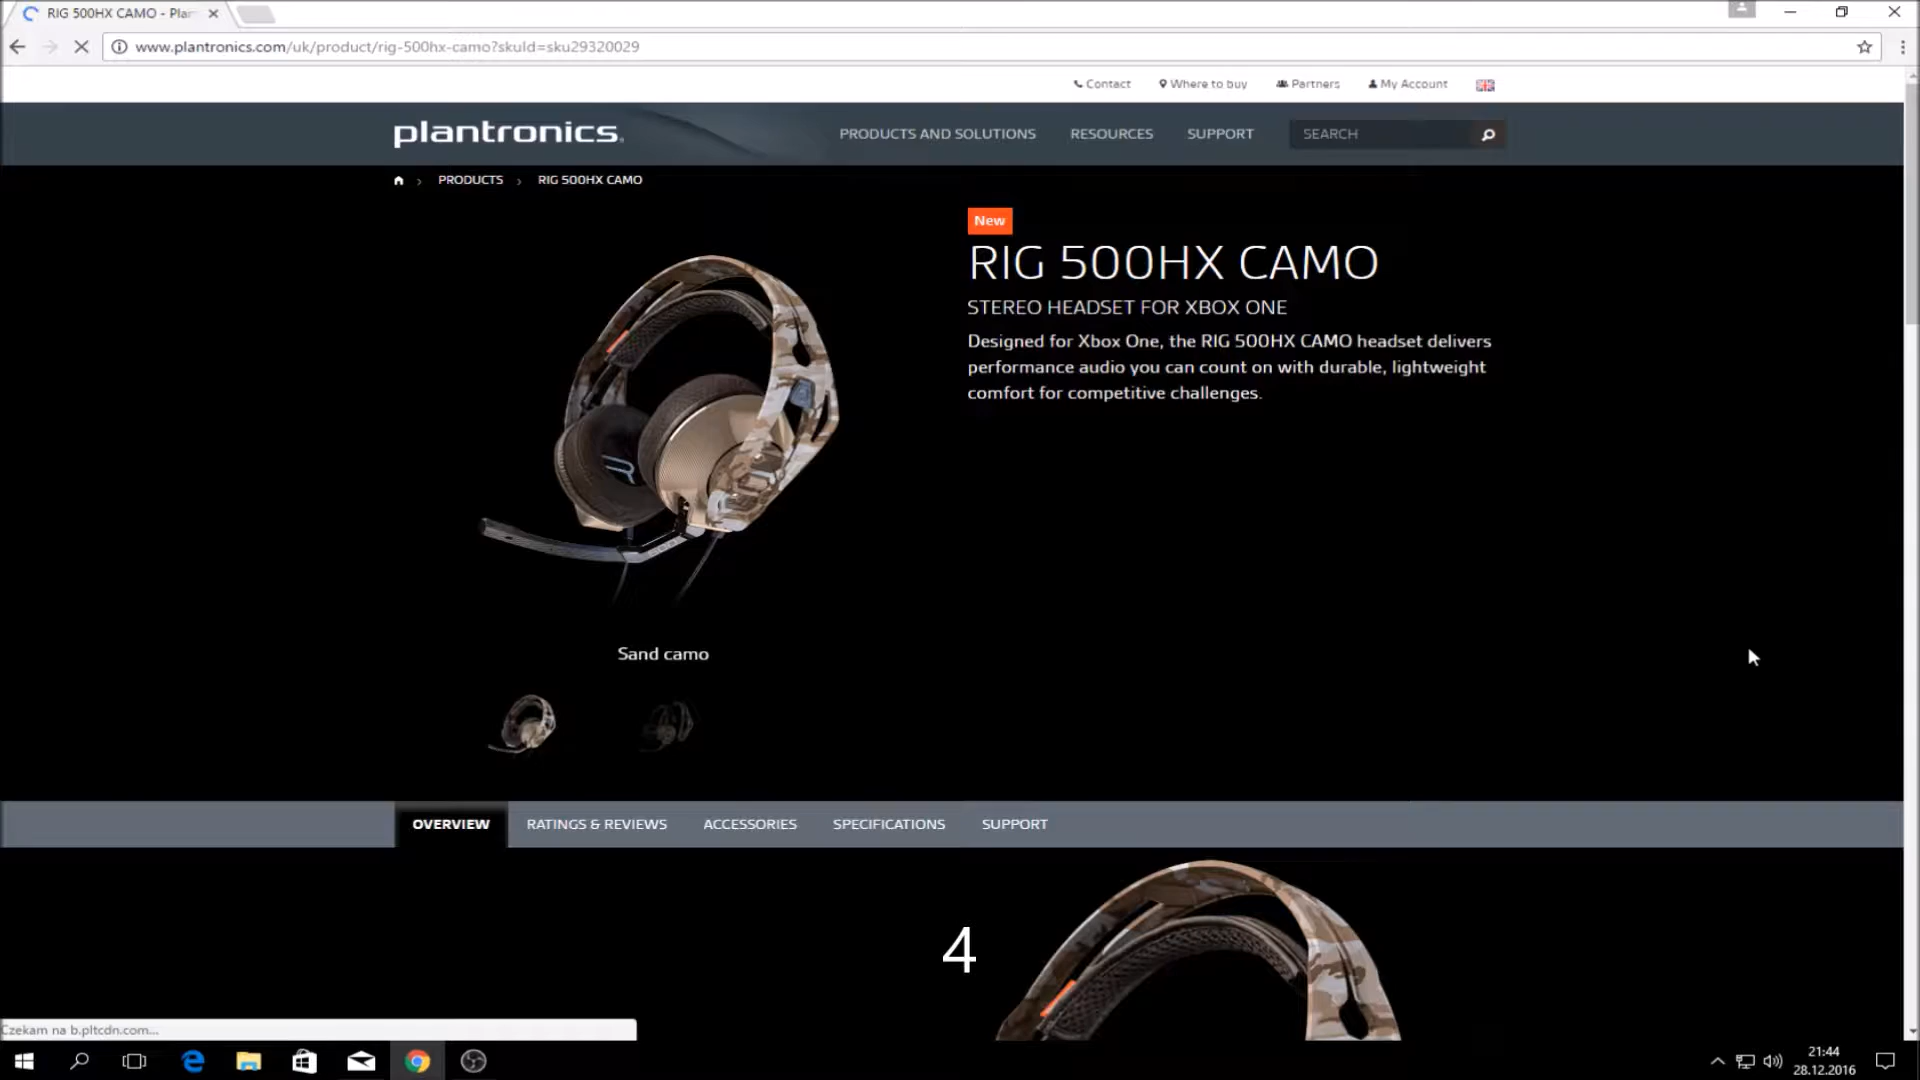 RIG 500HX CAMO - Plan
www.plantronics.com/uk/product/rig-500hx-camo?skuId=sku29320029
Contact Where to buy Partners My Account
plantronics.
PRODUCTS AND SOLUTIONS RESOURCES SUPPORT SEARCH
PRODUCTS > RIG 500HX CAMO
New
RIG 500HX CAMO
STEREO HEADSET FOR XBOX ONE
Designed for Xbox One, the RIG 500HX CAMO headset delivers
performance audio you can count on with durable, lightweight
comfort for competitive challenges.
Sand camo
OVERVIEW RATINGS & REVIEWS ACCESSORIES SPECIFICATIONS SUPPORT
4
Czekam na b.pltcdn.com...
21:44
28.12.2016